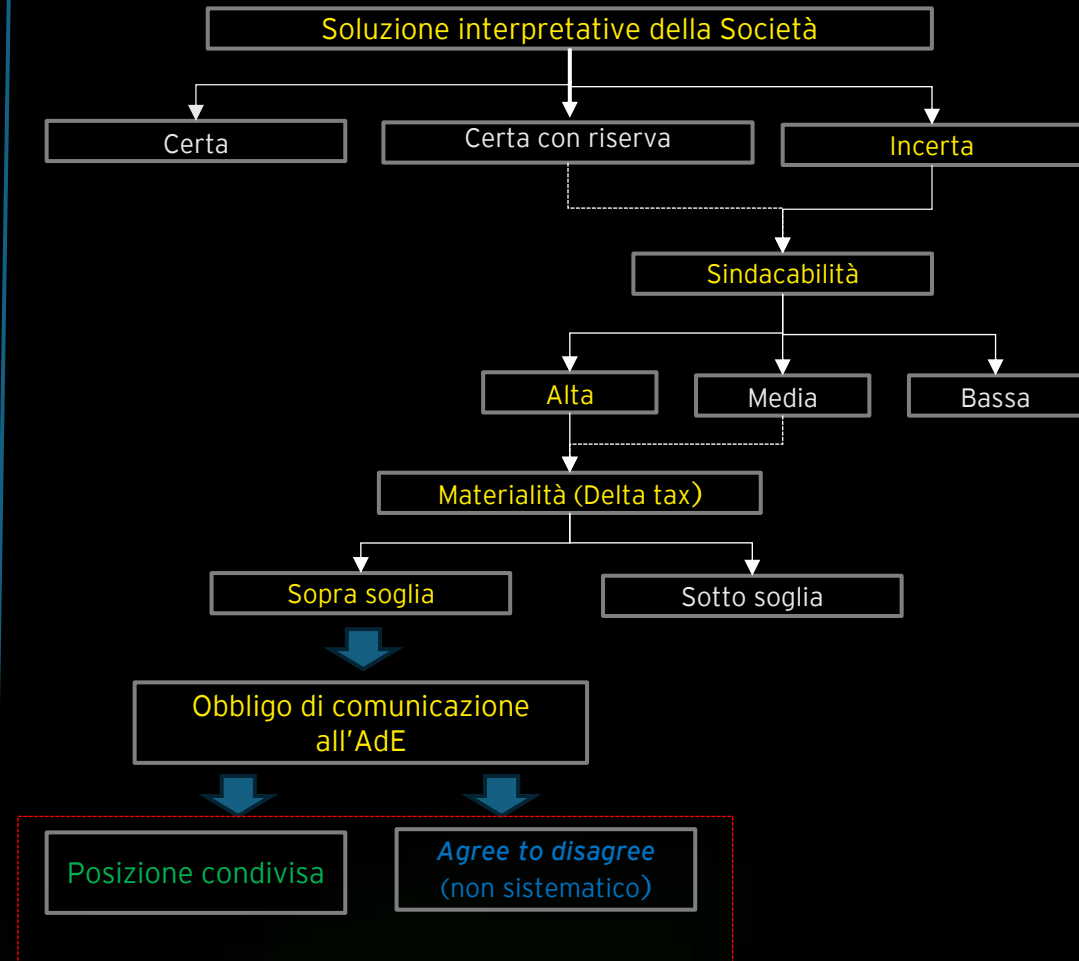 Soluzione interpretative della Società
Certa
Certa con riserva
Incerta
Sindacabilità
Alta
Media
Bassa
Materialità (Delta tax)
Sopra soglia
Sotto soglia
Obbligo di comunicazione
all'AdE
Posizione condivisa
Agree to disagree
(non sistematico)